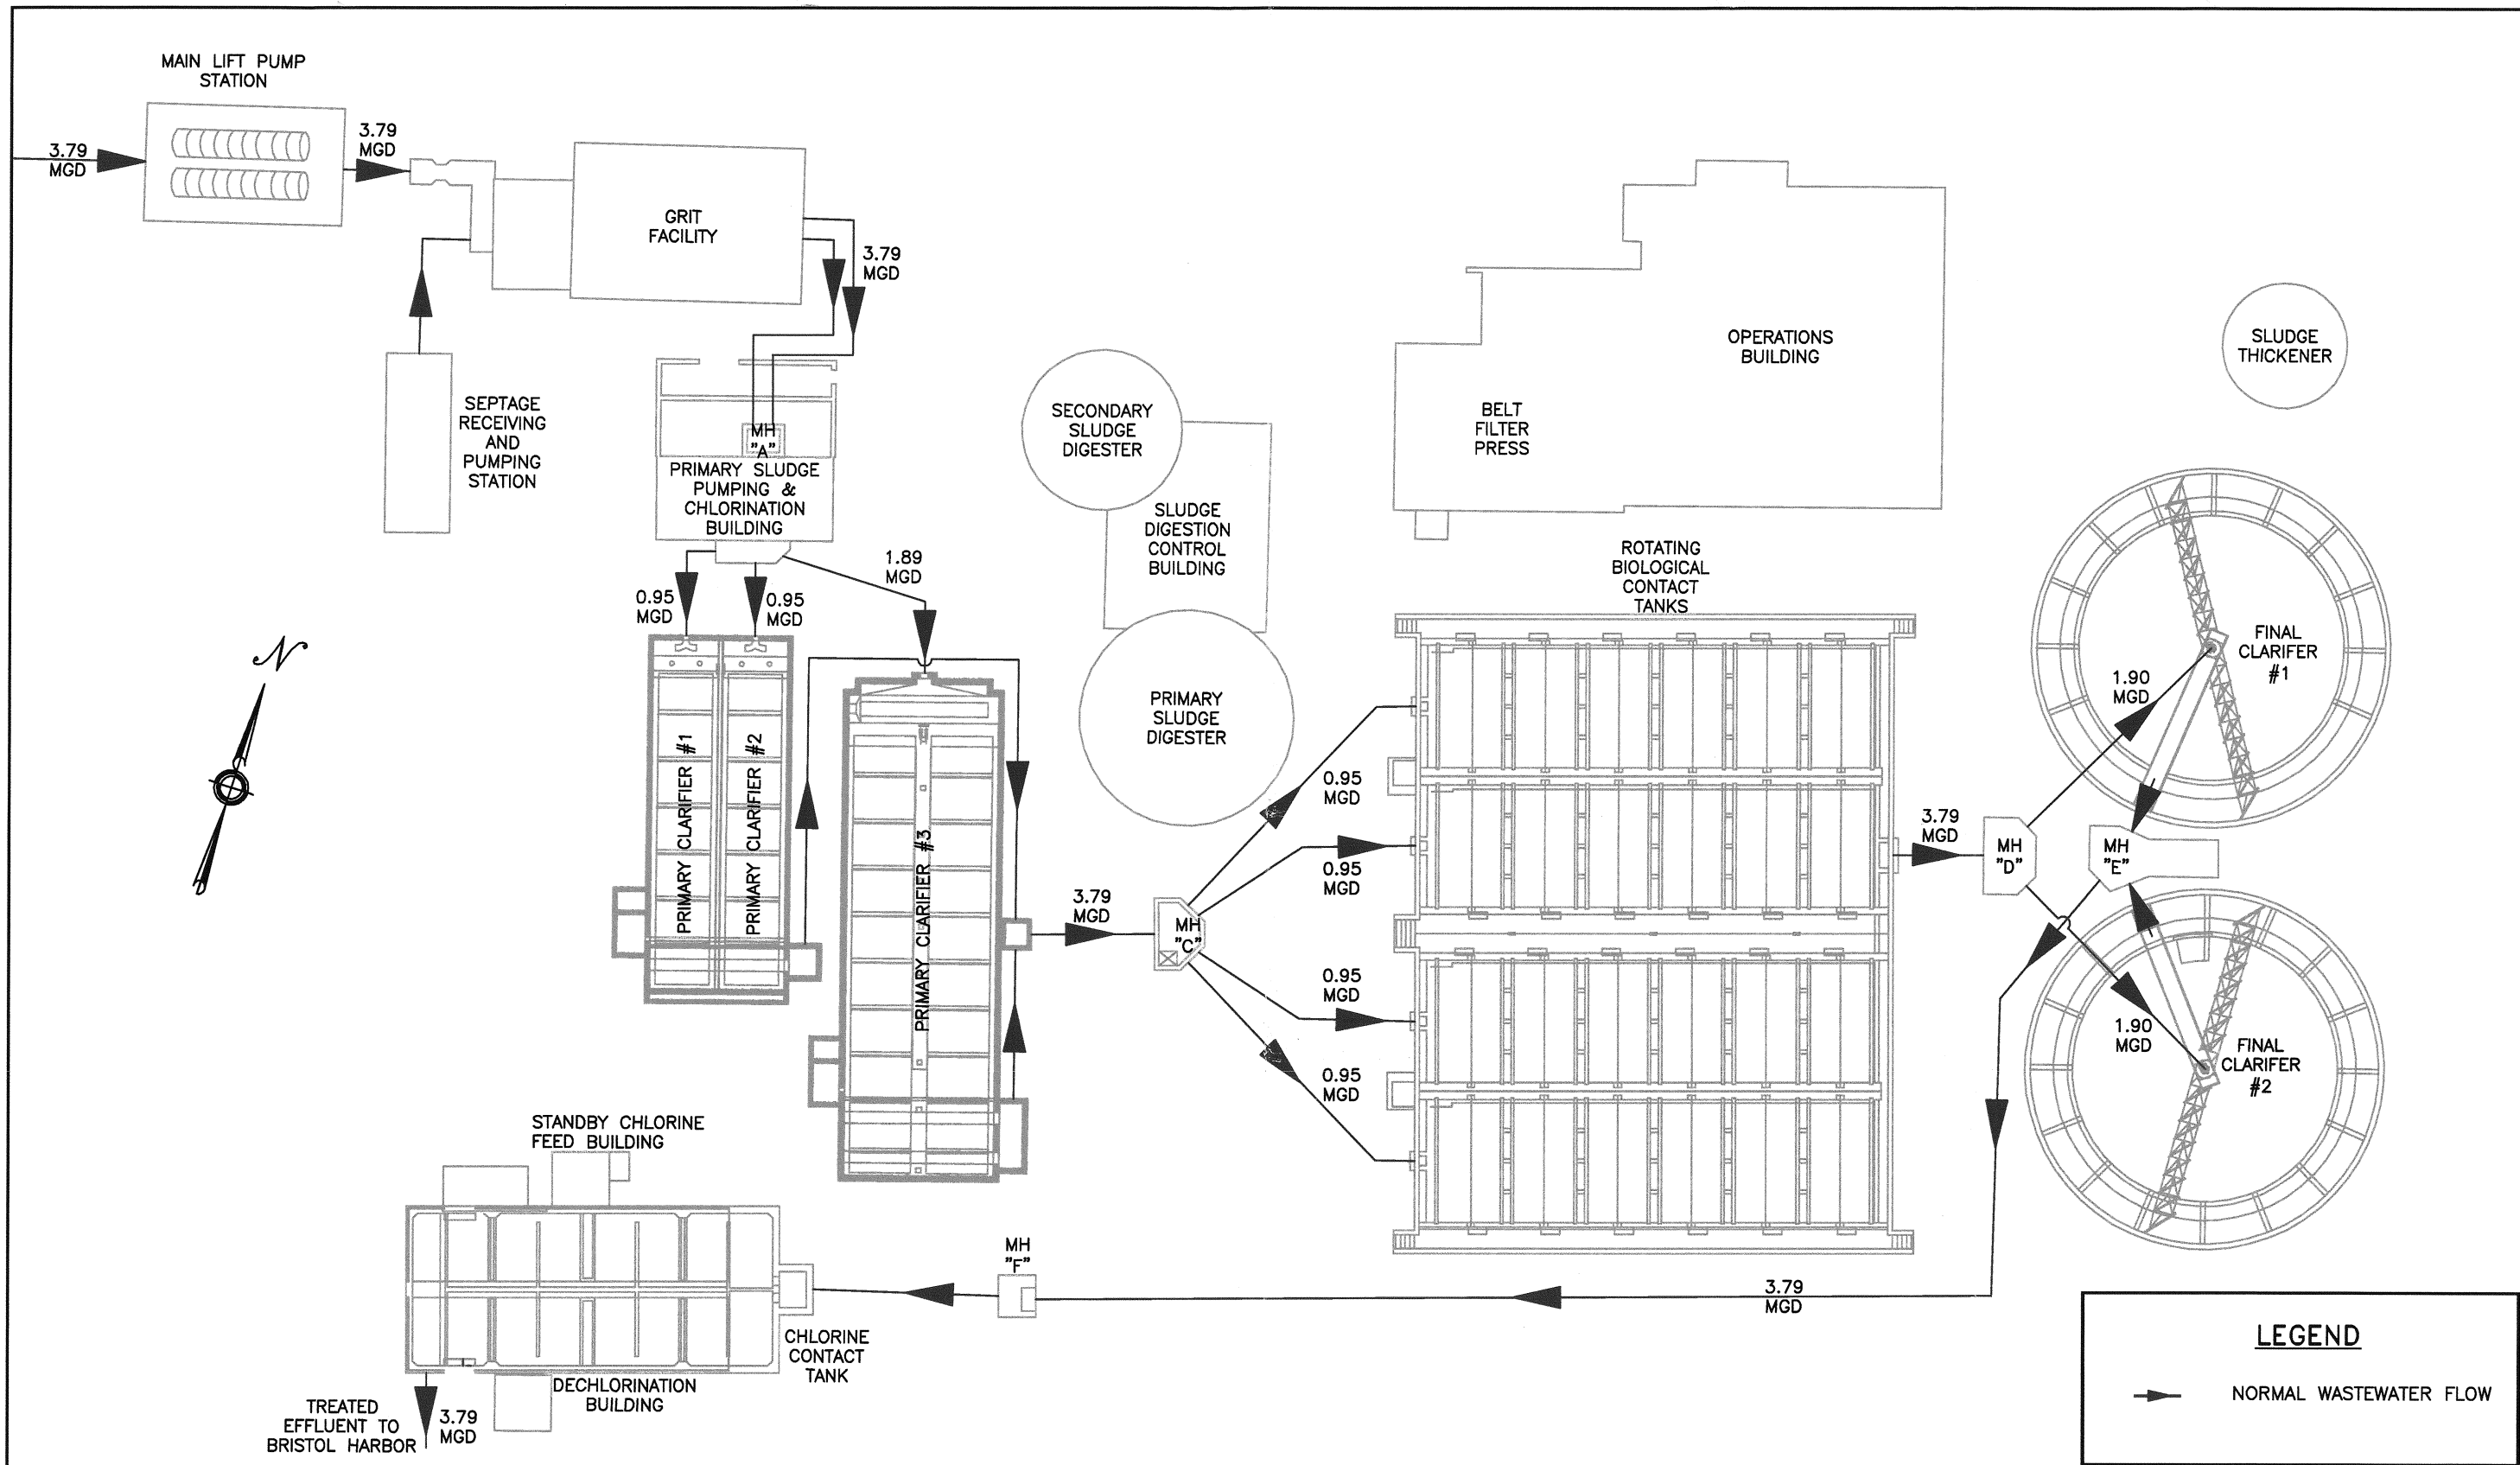 MAIN LIFT PUMP
STATION
3.79
MGD
3.79
MGD
GRIT
FACILITY
3.79
MGD
SEPTAGE
RECEIVING
AND
PUMPING
STATION
MH
"A"
PRIMARY SLUDGE
PUMPING &
CHLORINATION
BUILDING
SECONDARY
SLUDGE
DIGESTER
SLUDGE
DIGESTION
CONTROL
BUILDING
PRIMARY
SLUDGE
DIGESTER
OPERATIONS
BUILDING
BELT
FILTER
PRESS
SLUDGE
THICKENER
1.89
MGD
0.95
MGD
0.95
MGD
N
PRIMARY CLARIFIER #1
PRIMARY CLARIFIER #2
PRIMARY CLARIFIER #3
3.79
MGD
MH
"C"
0.95
MGD
0.95
MGD
0.95
MGD
0.95
MGD
ROTATING
BIOLOGICAL
CONTACT
TANKS
3.79
MGD
MH
"D"
MH
"E"
1.90
MGD
FINAL
CLARIFER
#1
1.90
MGD
FINAL
CLARIFER
#2
3.79
MGD
MH
"F"
STANDBY CHLORINE
FEED BUILDING
CHLORINE
CONTACT
TANK
DECHLORINATION
BUILDING
TREATED
EFFLUENT TO
BRISTOL HARBOR
3.79
MGD
LEGEND
NORMAL WASTEWATER FLOW